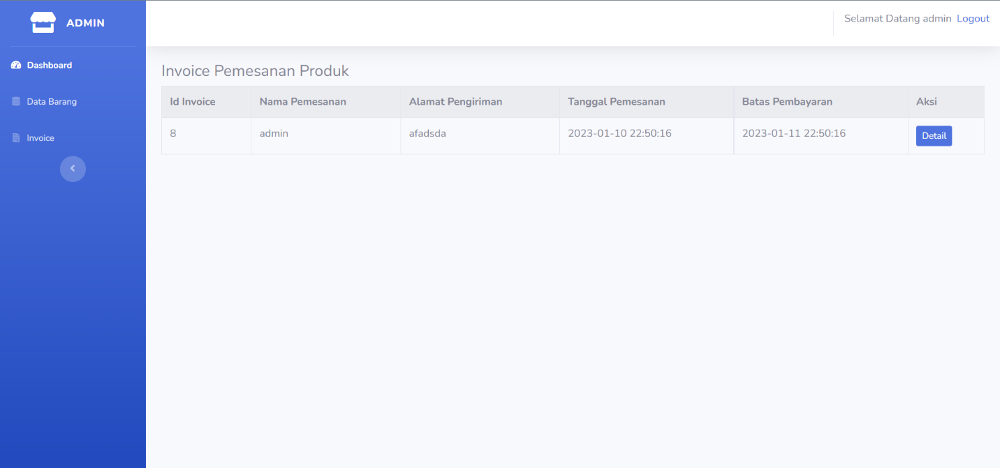 ADMIN
Selamat Datang admin Logout
Dashboard
Data Barang
Invoice
Invoice Pemesanan Produk
Id Invoice Nama Pemesanan Alamat Pengiriman Tanggal Pemesanan Batas Pembayaran Aksi
8 admin afadsda 2023-01-10 22:50:16 2023-01-11 22:50:16 Detail